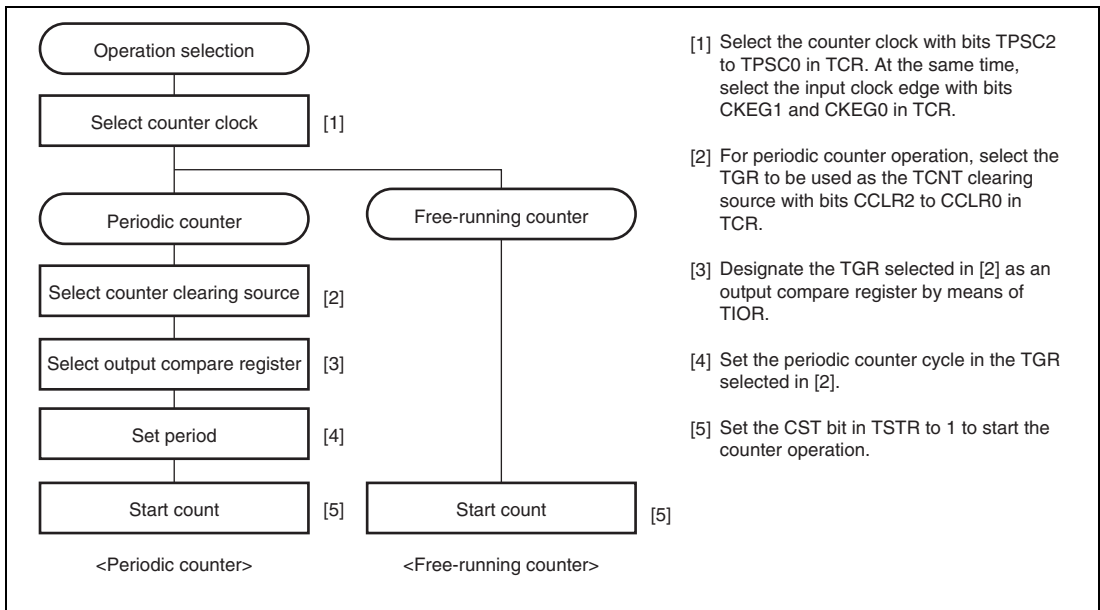 Operation selection
Select counter clock
[1]
Periodic counter
Free-running counter
Select counter clearing source
[2]
Select output compare register
[3]
Set period
[4]
Start count
[5]
Start count
[5]
<Periodic counter>
<Free-running counter>
[1] Select the counter clock with bits TPSC2
to TPSC0 in TCR. At the same time,
select the input clock edge with bits
CKEG1 and CKEG0 in TCR.
[2] For periodic counter operation, select the
TGR to be used as the TCNT clearing
source with bits CCLR2 to CCLR0 in
TCR.
[3] Designate the TGR selected in [2] as an
output compare register by means of
TIOR.
[4] Set the periodic counter cycle in the TGR
selected in [2].
[5] Set the CST bit in TSTR to 1 to start the
counter operation.